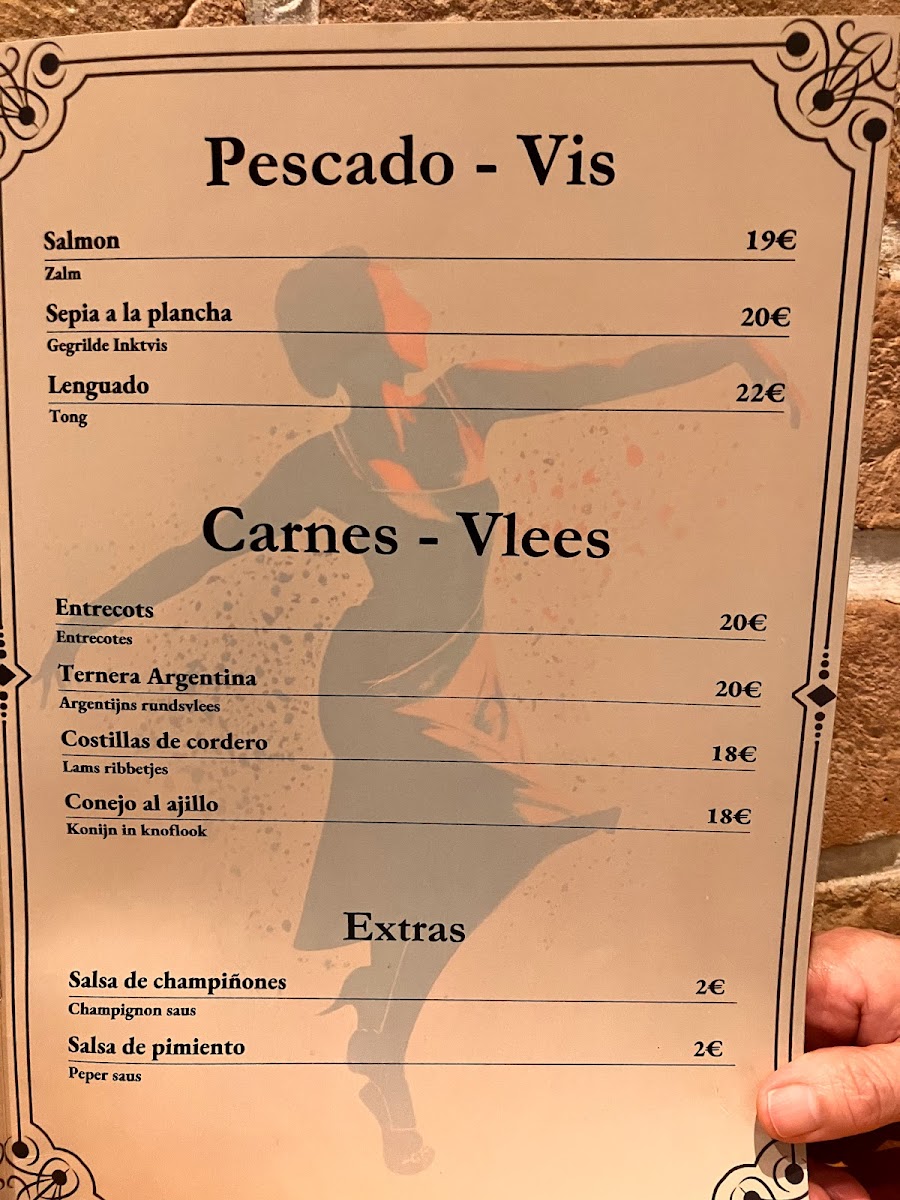 Pescado - Vis
Salmon 19€
Zalm
Sepia a la plancha 20€
Gegrilde Inktvis
Lenguado 22€
Tong
Carnes - Vlees
Entrecots 20€
Entrecotes
Ternera Argentina 20€
Argentijns rundsvlees
Costillas de cordero 18€
Lams ribbetjes
Conejo al ajillo 18€
Konijn in knoflook
Extras
Salsa de champiñones 2€
Champignon saus
Salsa de pimiento 2€
Peper saus